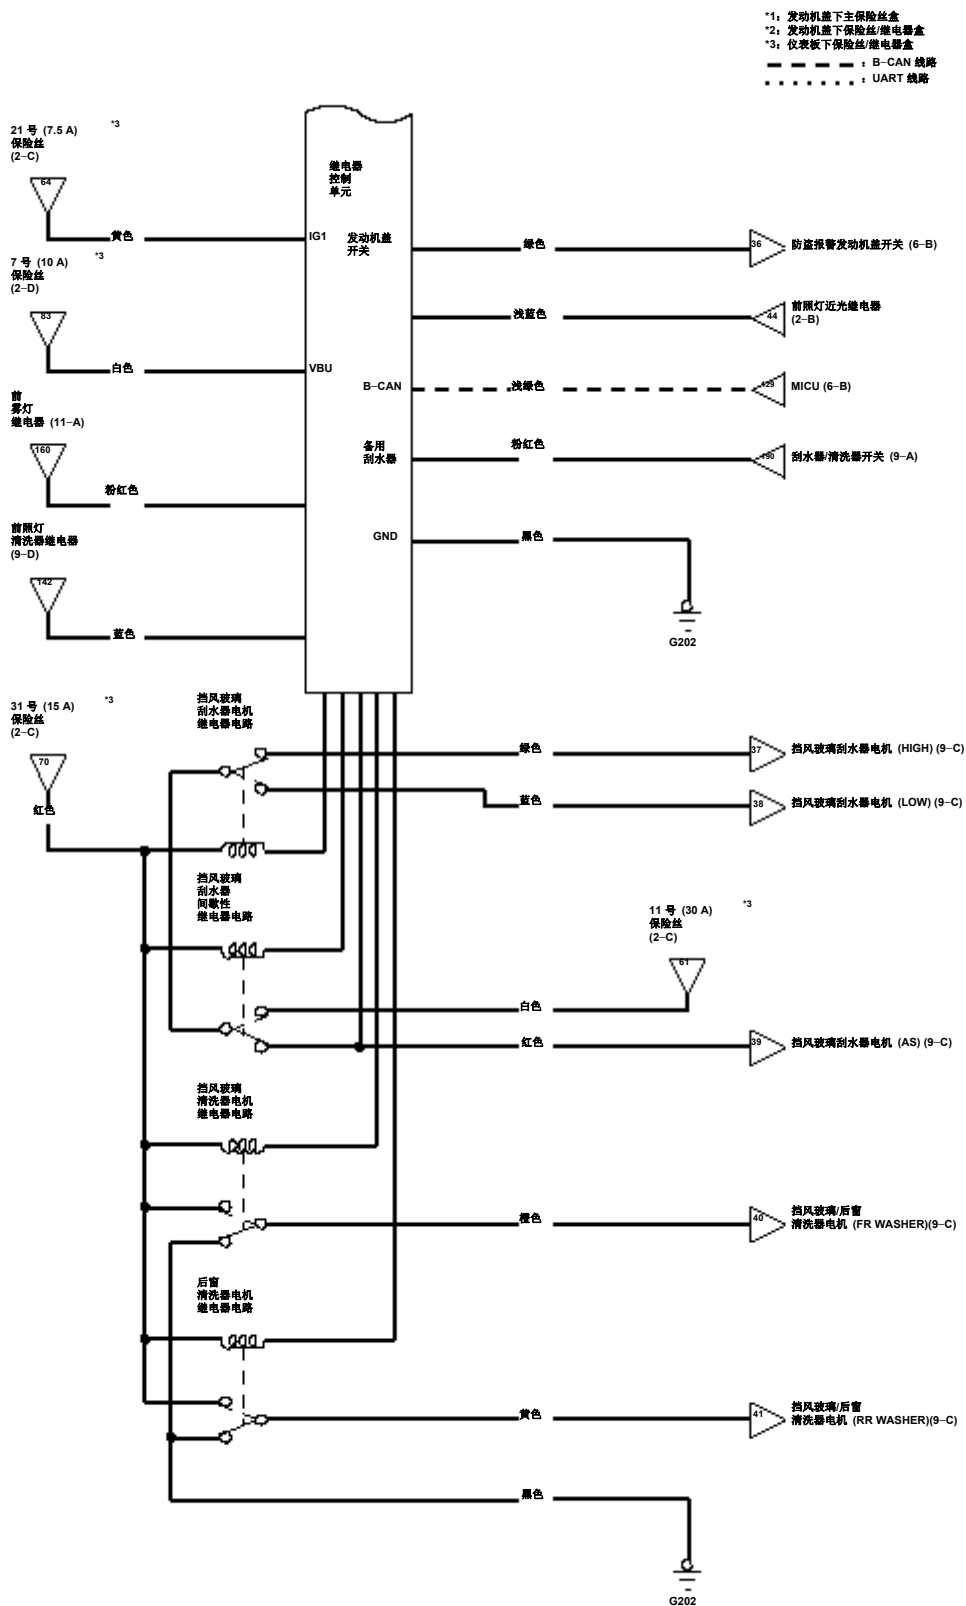 *1：发动机盖下主保险丝盒
*2：发动机盖下保险丝/继电器盒
*3：仪表板下保险丝/继电器盒
：B–CAN 线路
：UART 线路
21 号 (7.5 A) *3
保险丝
(2–C)
64
黄色
继电器
控制
单元
IG1
发动机盖
开关
绿色
36
防盗报警发动机盖开关 (6–B)
7 号 (10 A) *3
保险丝
(2–D)
83
白色
VBU
浅蓝色
44
前照灯近光继电器
(2–B)
B–CAN
浅绿色
129
MICU (6–B)
前
雾灯
继电器 (11–A)
160
粉红色
备用
刮水器
粉红色
190
刮水器/清洗器开关 (9–A)
前照灯
清洗器继电器
(9–D)
142
蓝色
GND
黑色
G202
31 号 (15 A) *3
保险丝
(2–C)
70
红色
挡风玻璃
刮水器电机
继电器电路
绿色
37
挡风玻璃刮水器电机 (HIGH) (9–C)
蓝色
38
挡风玻璃刮水器电机 (LOW) (9–C)
挡风玻璃
刮水器
间歇性
继电器电路
11 号 (30 A) *3
保险丝
(2–C)
61
白色
红色
39
挡风玻璃刮水器电机 (AS) (9–C)
挡风玻璃
清洗器电机
继电器电路
橙色
40
挡风玻璃/后窗
清洗器电机 (FR WASHER)(9–C)
后窗
清洗器电机
继电器电路
黄色
41
挡风玻璃/后窗
清洗器电机 (RR WASHER)(9–C)
黑色
G202